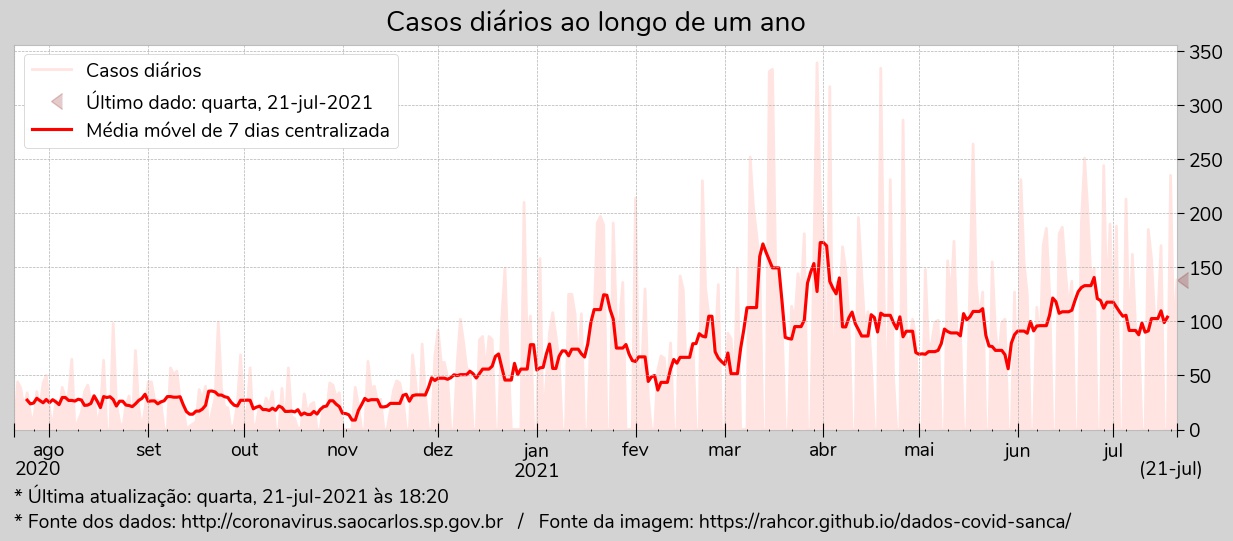 Casos diários ao longo de um ano
Casos diários
Último dado: quarta, 21-jul-2021
Média móvel de 7 dias centralizada
350
300
250
200
150
100
50
0
ago set out nov dez jan fev mar abr mai jun jul
2020 2021 (21-jul)
* Última atualização: quarta, 21-jul-2021 às 18:20
* Fonte dos dados: http://coronavirus.saocarlos.sp.gov.br / Fonte da imagem: https://rahcor.github.io/dados-covid-sanca/